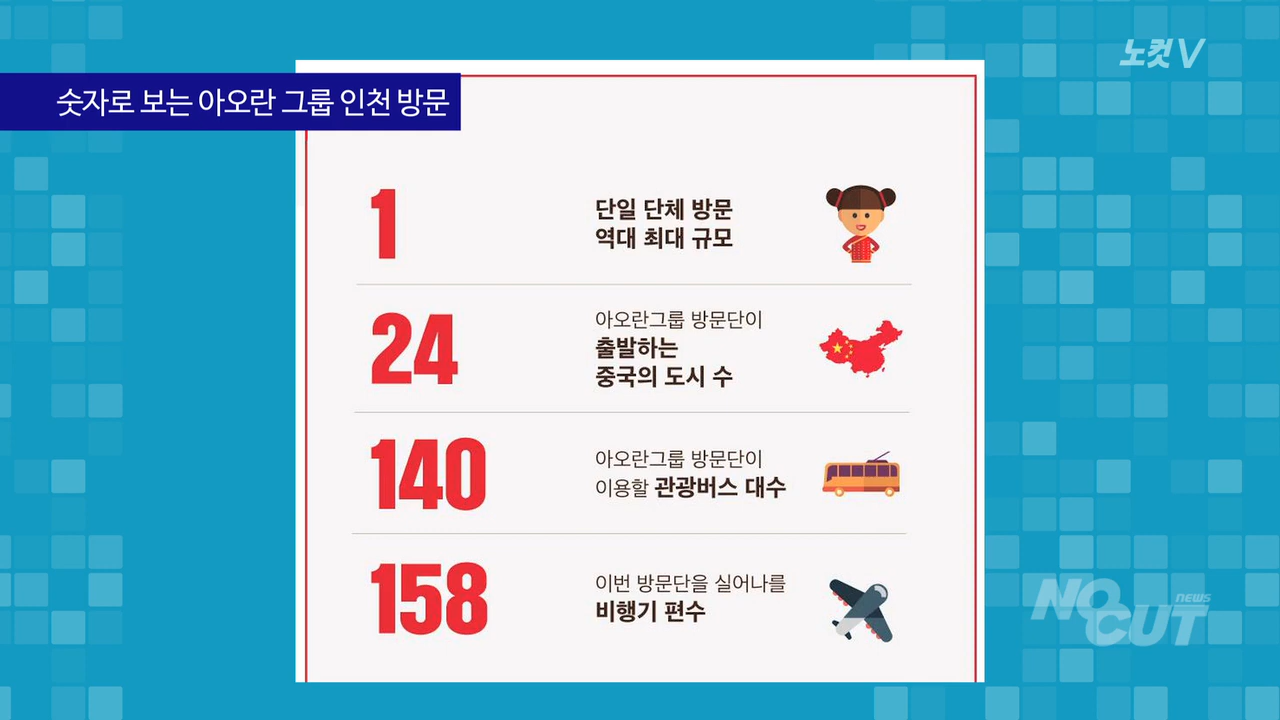 노컷V
숫자로 보는 아오란 그룹 인천 방문
1
단일 단체 방문
역대 최대 규모
24
아오란그룹 방문단이
출발하는
중국의 도시 수
140
아오란그룹 방문단이
이용할 관광버스 대수
158
이번 방문단을 실어나를
비행기 편수
NOCUT news